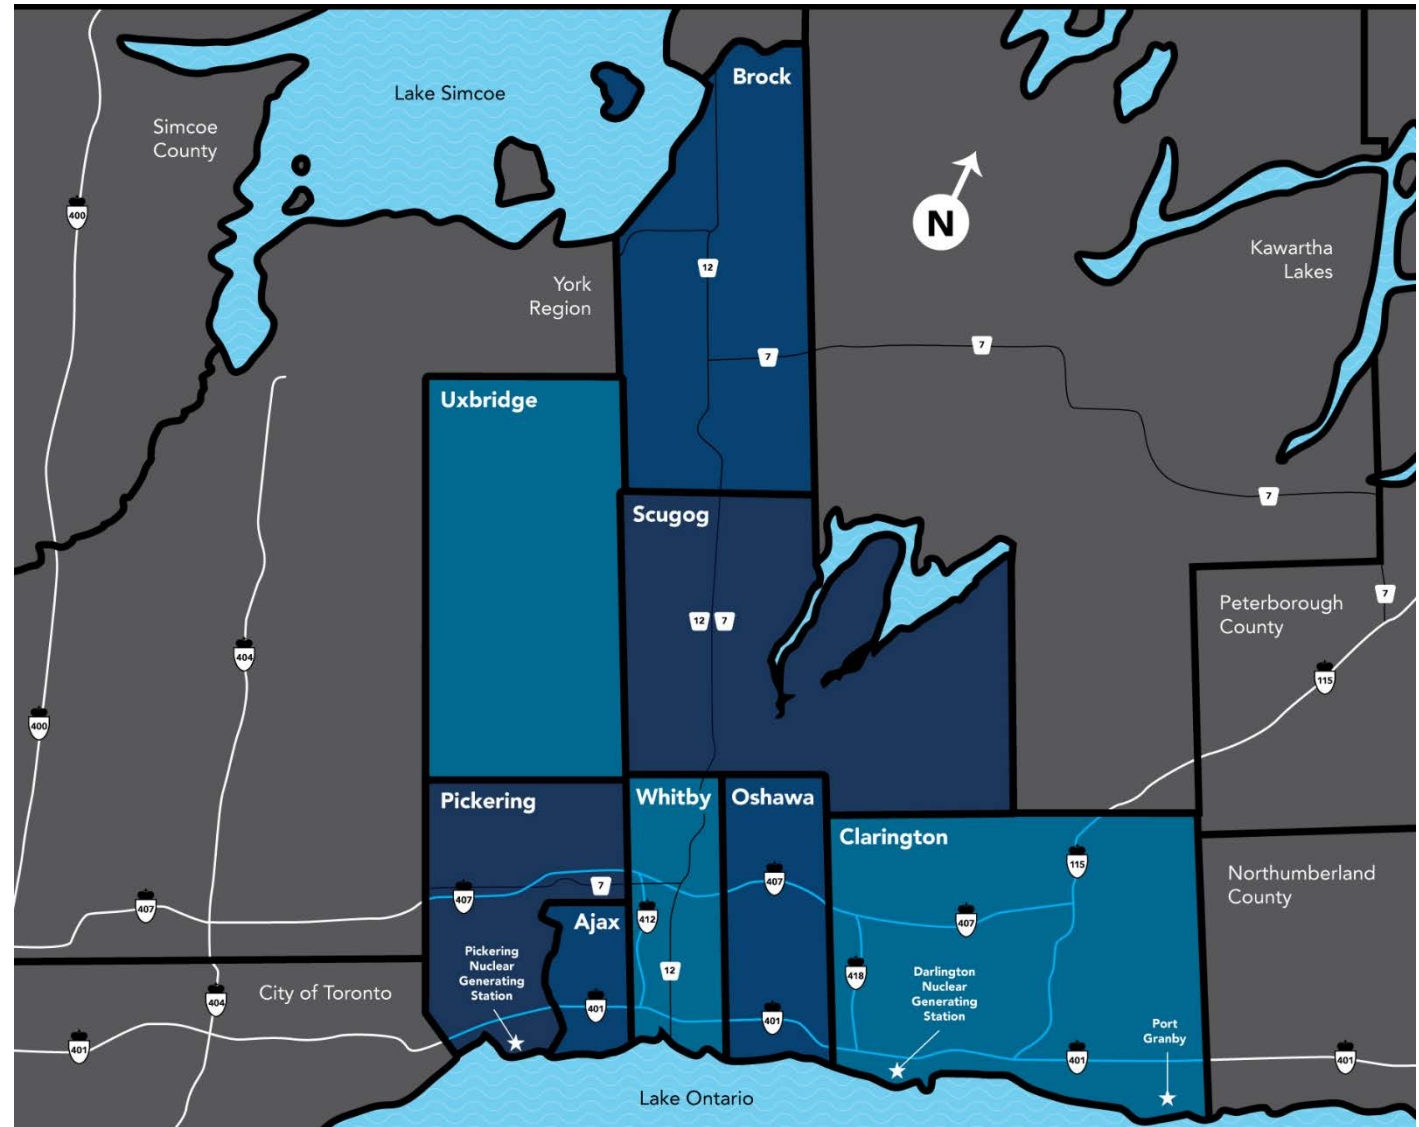 Brock
Lake Simcoe
Simcoe
County
N
400
Kawartha
Lakes
12
York
Region
7
7
Uxbridge
7
Scugog
7
Peterborough
County
12
7
404
115
400
Pickering
Whitby
Oshawa
Clarington
115
407
7
407
Northumberland
County
407
Ajax
412
407
Pickering
Nuclear
Generating
Station
12
418
Darlington
Nuclear
Generating
Station
City of Toronto
404
401
401
Port
Granby
401
401
401
Lake Ontario